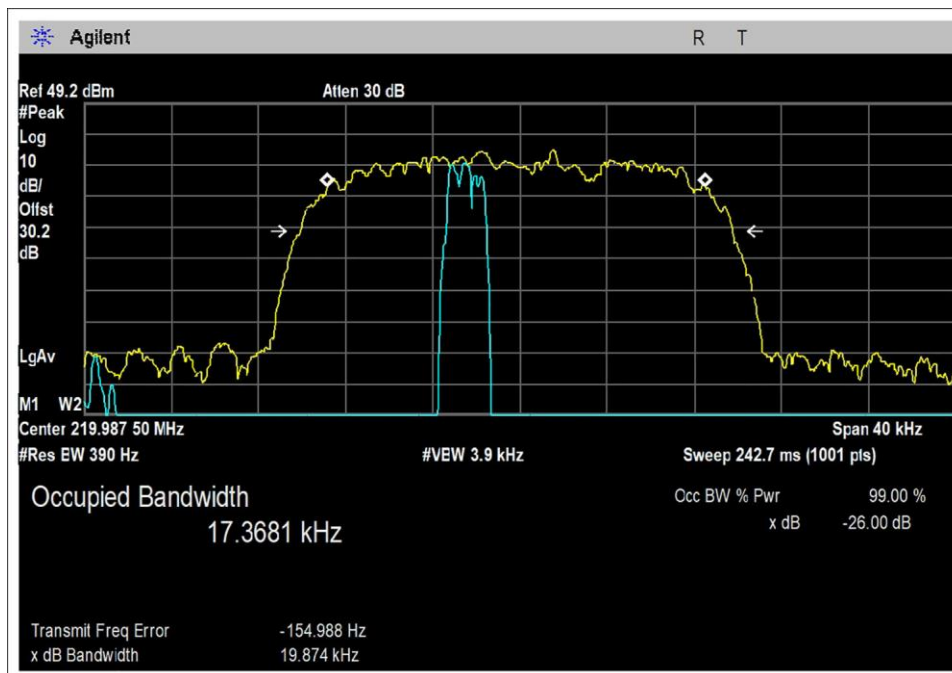 Agilent R T
Ref 49.2 dBm Atten 30 dB
#Peak
Log
10
dB/
Offst
30.2
dB
LgAv
M1 W2
Center 219.987 50 MHz Span 40 kHz
#Res BW 390 Hz #VBW 3.9 kHz Sweep 242.7 ms (1001 pts)
Occupied Bandwidth Occ BW % Pwr 99.00 %
17.3681 kHz x dB -26.00 dB
Transmit Freq Error -154.988 Hz
x dB Bandwidth 19.874 kHz